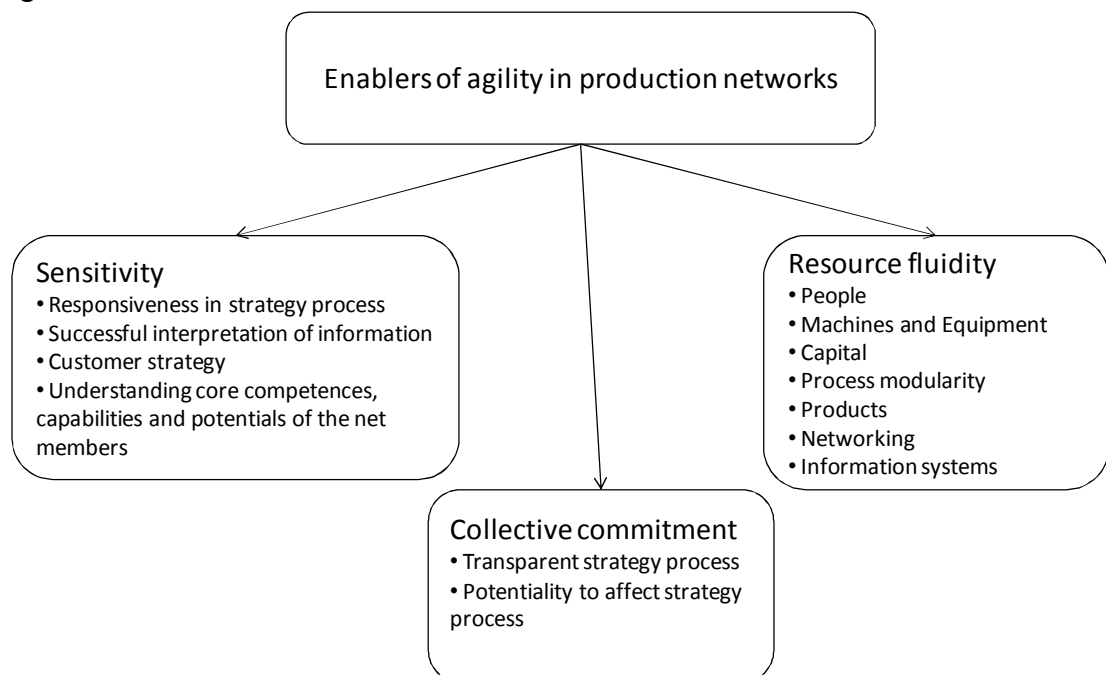 Enablers of agility in production networks
Sensitivity
• Responsiveness in strategy process
• Successful interpretation of information
• Customer strategy
• Understanding core competences,
capabilities and potentials of the net
members
Resource fluidity
• People
• Machines and Equipment
• Capital
• Process modularity
• Products
• Networking
• Information systems
Collective commitment
• Transparent strategy process
• Potentiality to affect strategy
process